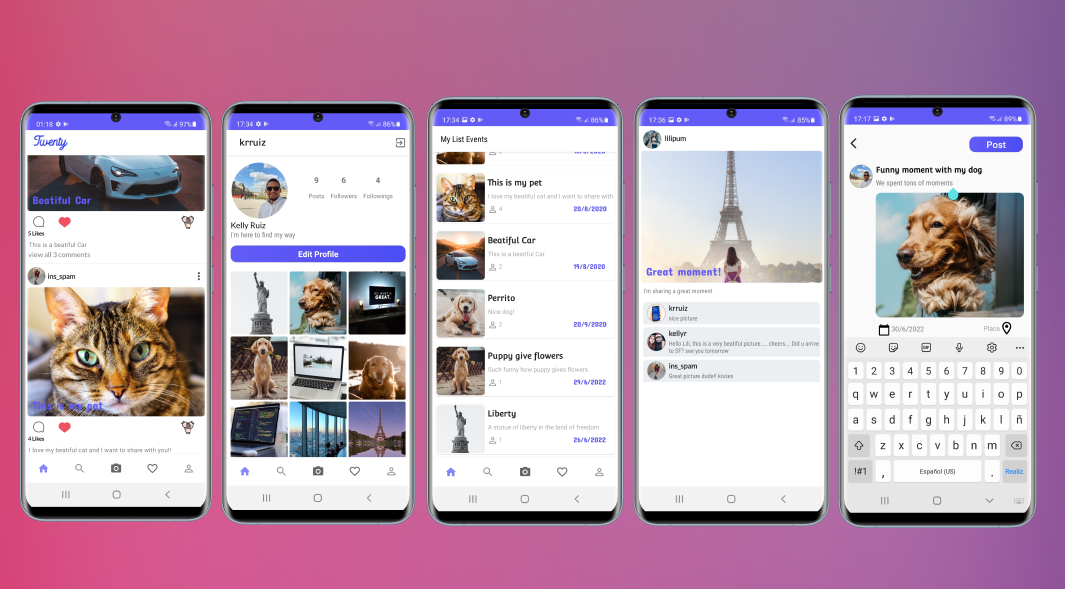 01:18
97%
Twenty
Beatiful Car
5 Likes
This is a beatiful Car
view all 3 comments
ins_spam
This is my pet
4 Likes
I love my beatiful cat and I want to share with you!!
17:34
86%
krruiz
9
6
4
Posts
Followers
Followings
Kelly Ruiz
I'm here to find my way
Edit Profile
GREAT.
17:34
86%
My List Events
This is my pet
I love my beatiful cat and I want to share with
4
20/8/2020
Beatiful Car
This is a beatiful Car
2
19/8/2020
Perrito
Nice dog!
2
20/9/2020
Puppy give flowers
Such funny how puppy gives flowers
1
29/6/2022
Liberty
A statue of liberty in the land of freedom
1
26/6/2022
17:36
85%
lilipum
Great moment!
I'm sharing a great moment
krruiz
nice picture
kellyr
Hello Lili, this is a very beatiful picture.... cheers... Did u arrive
to SF? see you tomorrow
ins_spam
Great picture dude!! kisses
17:17
89%
Post
Funny moment with my dog
We spent tons of moments
30/6/2022
Place
GIF
1 2 3 4 5 6 7 8 9 0
q w e r t y u i o p
a s d f g h j k l ñ
z x c v b n m
!#1 , Español (US) . Realiz.